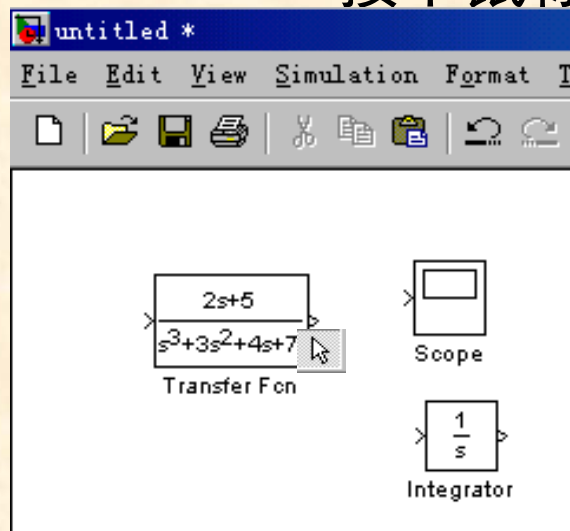 untitled *
File Edit View Simulation Format T
2s+5
s³+3s²+4s+7
Transfer Fcn
Scope
1
s
Integrator